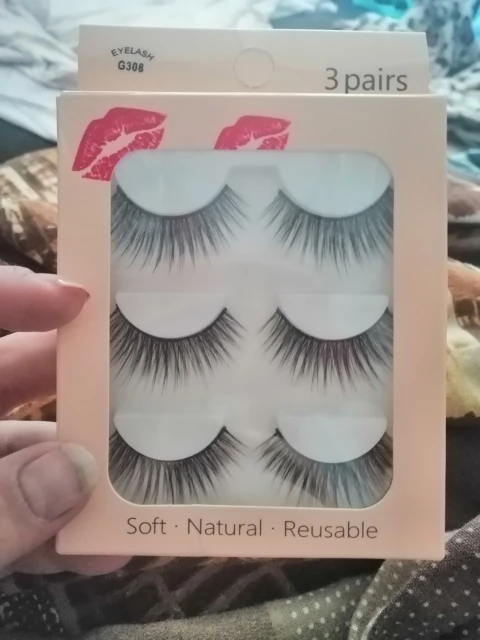 EYELASH
G308
3 pairs
Soft · Natural · Reusable